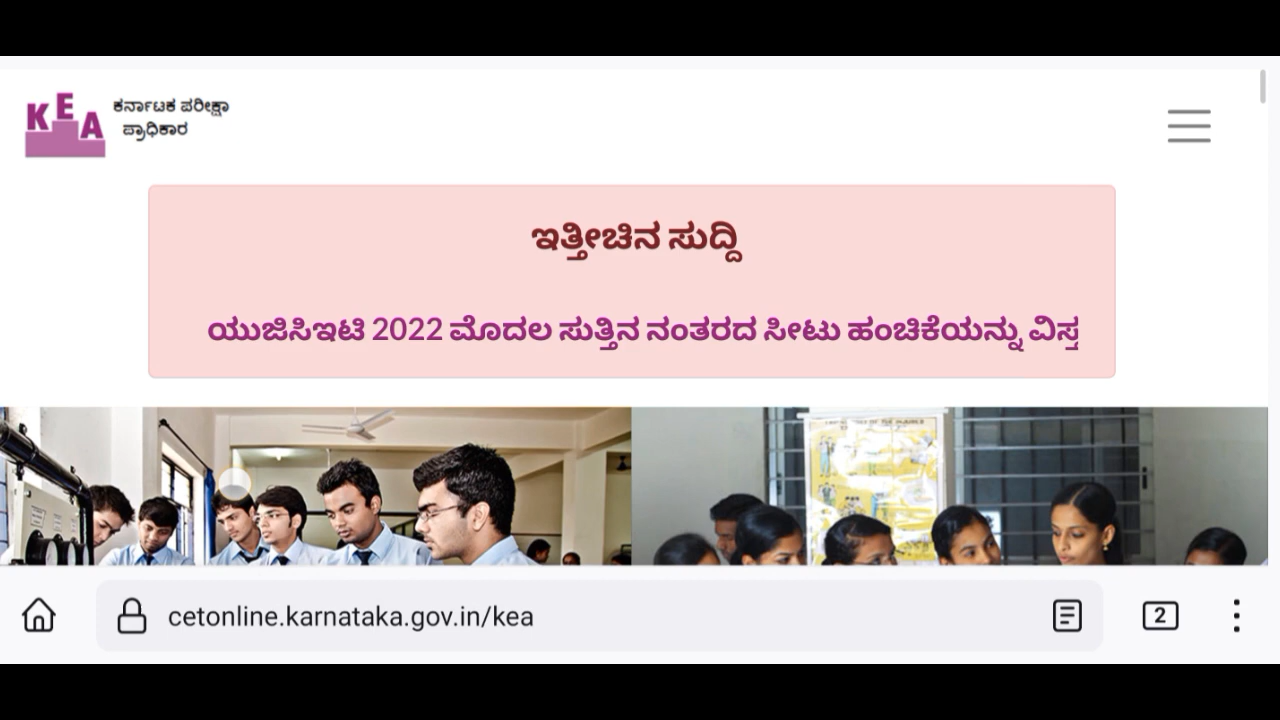 KEA
ಕರ್ನಾಟಕ ಪರೀಕ್ಷಾ
ಪ್ರಾಧಿಕಾರ
ಇತ್ತೀಚಿನ ಸುದ್ದಿ
ಯುಜಿಸಿಇಟಿ 2022 ಮೊದಲ ಸುತ್ತಿನ ನಂತರದ ಸೀಟು ಹಂಚಿಕೆಯನ್ನು ವಿಸ್ತ
cetonline.karnataka.gov.in/kea
2